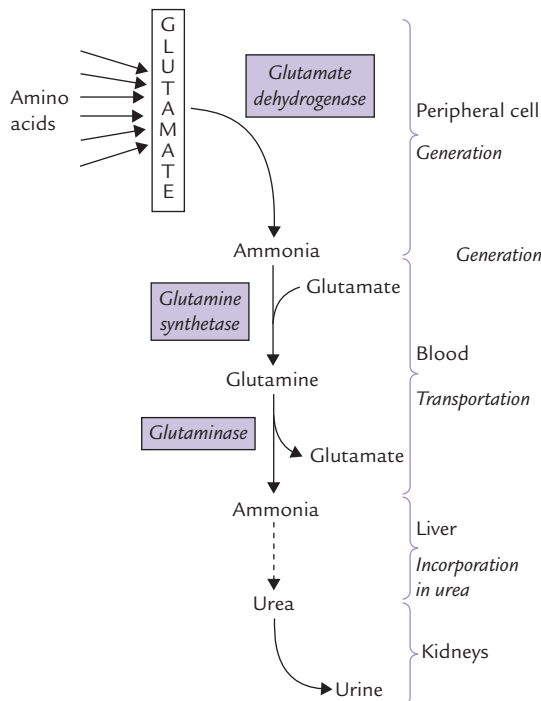 GLUTAMATE
Glutamate
dehydrogenase
Amino
acids
Peripheral cell
Generation
Ammonia
Generation
Glutamate
Glutamine
synthetase
Blood
Glutamine
Transportation
Glutaminase
Glutamate
Ammonia
Liver
Incorporation
in urea
Urea
Kidneys
Urine